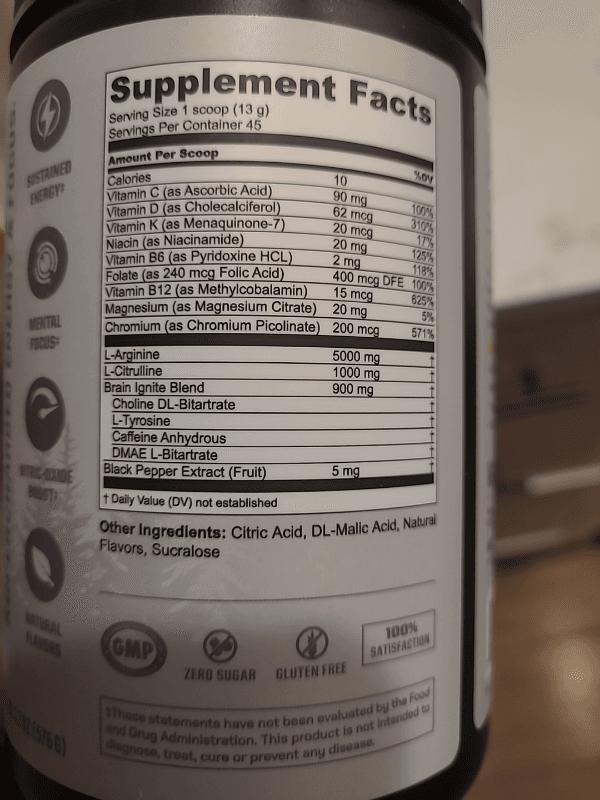 Supplement Facts
Serving Size 1 scoop (13 g)
Servings Per Container 45
Amount Per Scoop %DV
Calories 10
Vitamin C (as Ascorbic Acid) 90 mg 100%
Vitamin D (as Cholecalciferol) 62 mcg 310%
Vitamin K (as Menaquinone-7) 20 mcg 17%
Niacin (as Niacinamide) 20 mg 125%
Vitamin B6 (as Pyridoxine HCL) 2 mg 118%
Folate (as 240 mcg Folic Acid) 400 mcg DFE 100%
Vitamin B12 (as Methylcobalamin) 15 mcg 625%
Magnesium (as Magnesium Citrate) 20 mg 5%
Chromium (as Chromium Picolinate) 200 mcg 571%
L-Arginine 5000 mg †
L-Citrulline 1000 mg †
Brain Ignite Blend 900 mg †
Choline DL-Bitartrate †
L-Tyrosine †
Caffeine Anhydrous †
DMAE L-Bitartrate †
Black Pepper Extract (Fruit) 5 mg †
† Daily Value (DV) not established
Other Ingredients: Citric Acid, DL-Malic Acid, Natural
Flavors, Sucralose
SUSTAINED
ENERGY‡
MENTAL
FOCUS‡
NITRIC-OXIDE
BOOST‡
NATURAL
FLAVORS
GMP
ZERO SUGAR
GLUTEN FREE
100%
SATISFACTION
‡These statements have not been evaluated by the Food
and Drug Administration. This product is not intended to
diagnose, treat, cure or prevent any disease.
(576 G)